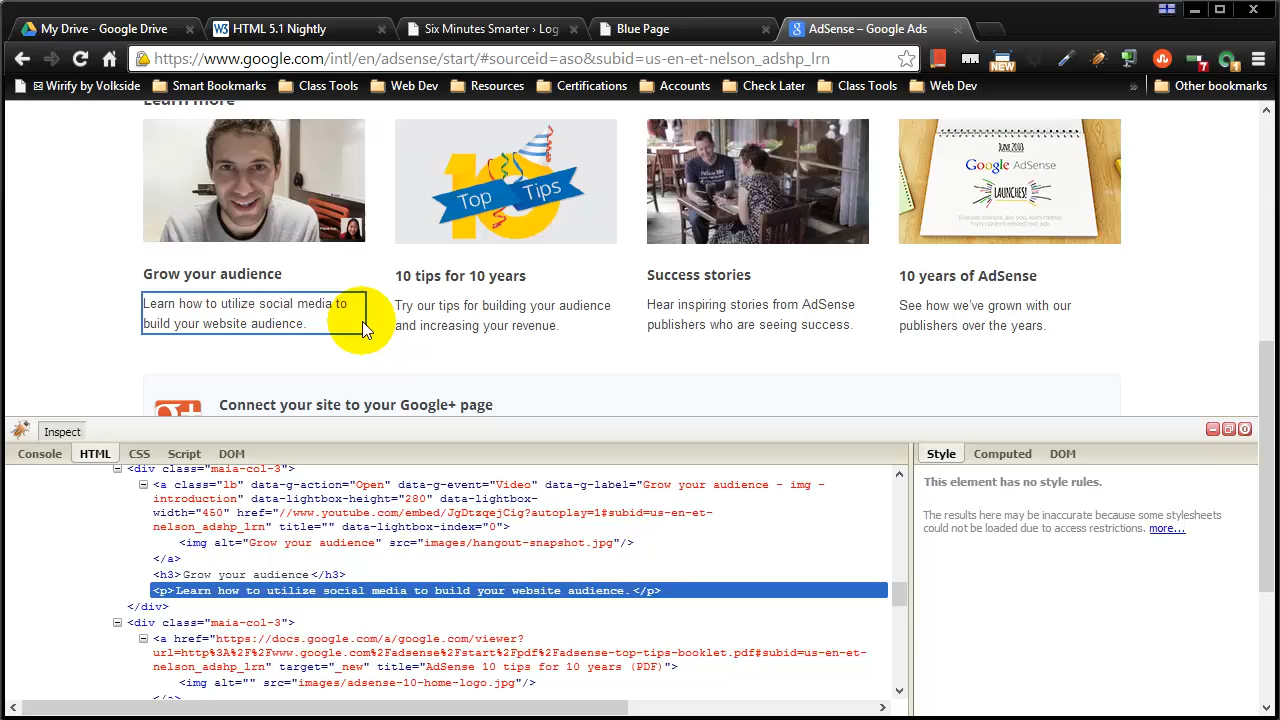 My Drive - Google Drive
HTML 5.1 Nightly
Six Minutes Smarter › Log
Blue Page
AdSense – Google Ads
https://www.google.com/intl/en/adsense/start/#sourceid=aso&subid=us-en-et-nelson_adshp_lrn
NEW
7
Wirify by Volkside
Smart Bookmarks
Class Tools
Web Dev
Resources
Certifications
Accounts
Check Later
Class Tools
Web Dev
»
Other bookmarks
Learn more
10
Top Tips
JUNE 2003
Google AdSense
LAUNCHES!
Grow your audience
10 tips for 10 years
Success stories
10 years of AdSense
Learn how to utilize social media to
build your website audience.
Try our tips for building your audience
and increasing your revenue.
Hear inspiring stories from AdSense
publishers who are seeing success.
See how we've grown with our
publishers over the years.
Connect your site to your Google+ page
Inspect
Console HTML CSS Script DOM
Style Computed DOM
<div class="maia-col-3">
<a class="lb" data-g-action="Open" data-g-event="Video" data-g-label="Grow your audience - img -
introduction" data-lightbox-height="280" data-lightbox-
width="450" href="//www.youtube.com/embed/JgDtzqejCig?autoplay=1#subid=us-en-et-
nelson_adshp_lrn" title="" data-lightbox-index="0">
<img alt="Grow your audience" src="images/hangout-snapshot.jpg"/>
</a>
<h3>Grow your audience</h3>
<p>Learn how to utilize social media to build your website audience.</p>
</div>
<div class="maia-col-3">
<a href="https://docs.google.com/a/google.com/viewer?
url=http%3A%2F%2Fwww.google.com%2Fadsense%2Fstart%2Fpdf%2Fadsense-top-tips-booklet.pdf#subid=us-en-et-
nelson_adshp_lrn" target="_new" title="AdSense 10 tips for 10 years (PDF)">
<img alt="" src="images/adsense-10-home-logo.jpg"/>
</a>
This element has no style rules.
The results here may be inaccurate because some stylesheets
could not be loaded due to access restrictions. more...